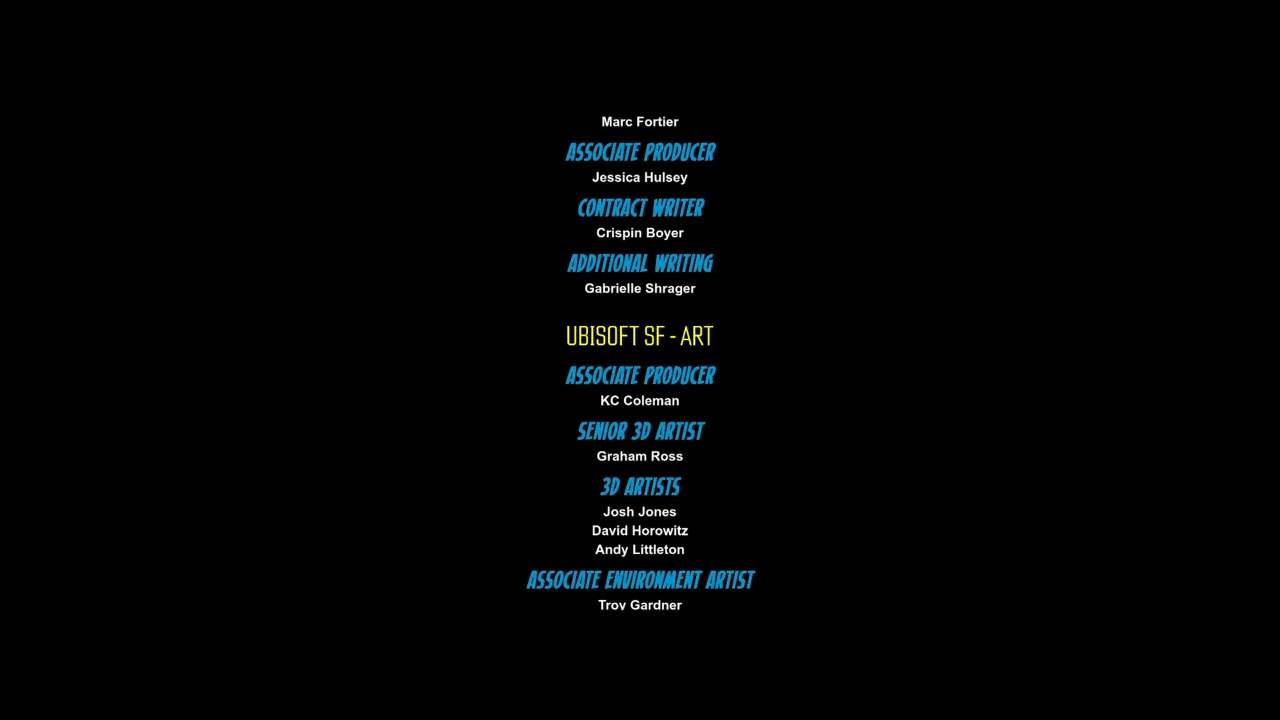 Marc Fortier
ASSOCIATE PRODUCER
Jessica Hulsey
CONTRACT WRITER
Crispin Boyer
ADDITIONAL WRITING
Gabrielle Shrager
UBISOFT SF - ART
ASSOCIATE PRODUCER
KC Coleman
SENIOR 3D ARTIST
Graham Ross
3D ARTISTS
Josh Jones
David Horowitz
Andy Littleton
ASSOCIATE ENVIRONMENT ARTIST
Troy Gardner